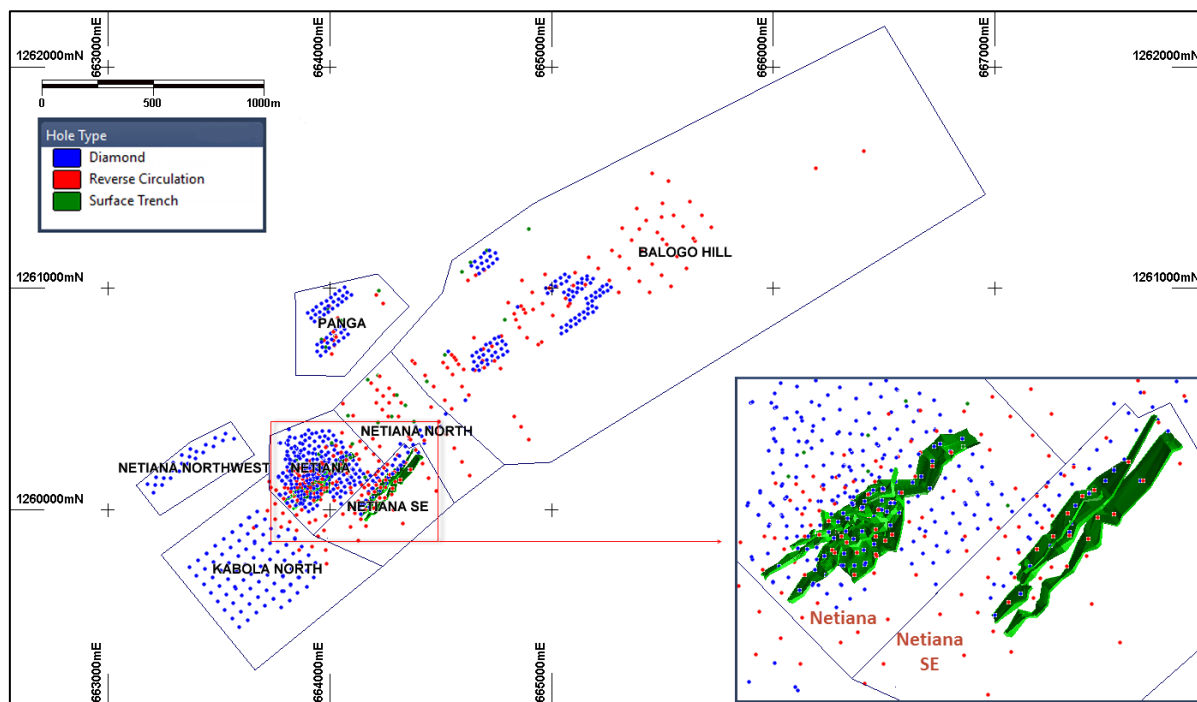 663000mE
664000mE
665000mE
666000mE
667000mE
1262000mN
1262000mN
0
500
1000m
Hole Type
Diamond
Reverse Circulation
Surface Trench
BALOGO HILL
1261000mN
1261000mN
PANGA
NETIANA NORTH
NETIANA NORTHWEST
NETIANA
NETIANA SE
1260000mN
KABOLA NORTH
Netiana
Netiana
SE
663000mE
664000mE
665000mE